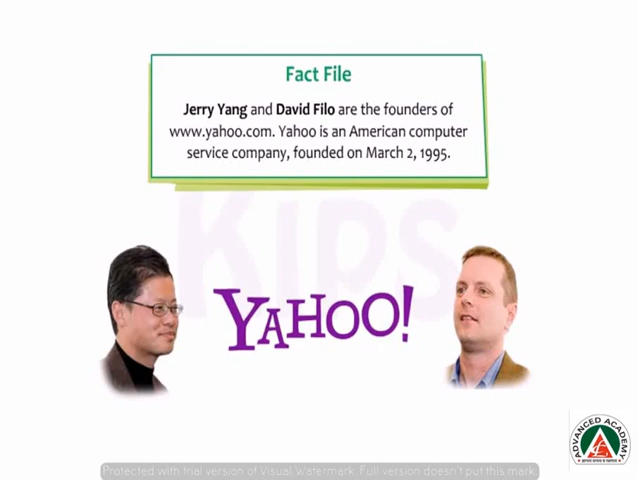 Fact File
Jerry Yang and David Filo are the founders of
www.yahoo.com. Yahoo is an American computer
service company, founded on March 2, 1995.
Kips
YAHOO!
ADVANCED ACADEMY
Protected with trial version of Visual Watermark. Full version doesn't put this mark.